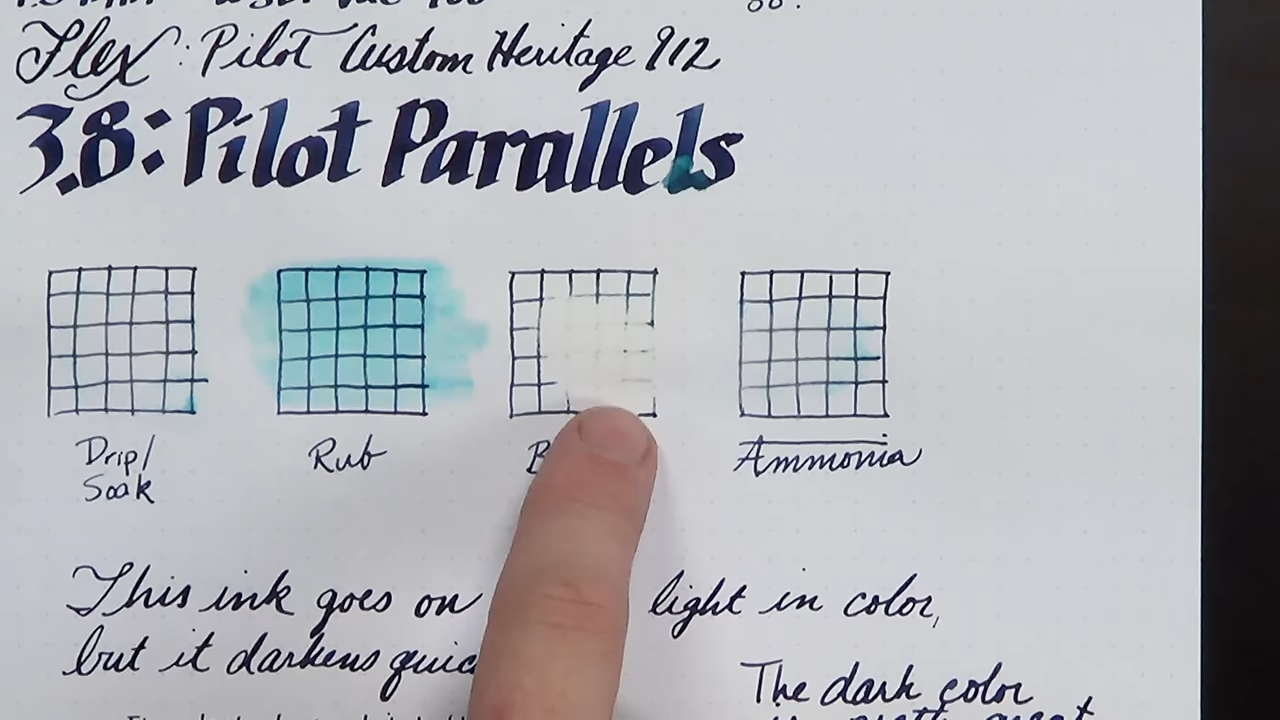 Flex: Pilot Custom Heritage 912
3.8: Pilot Parallels
Drip/
Soak
Rub
B
Ammonia
This ink goes on light in color,
but it darkens quic
The dark color